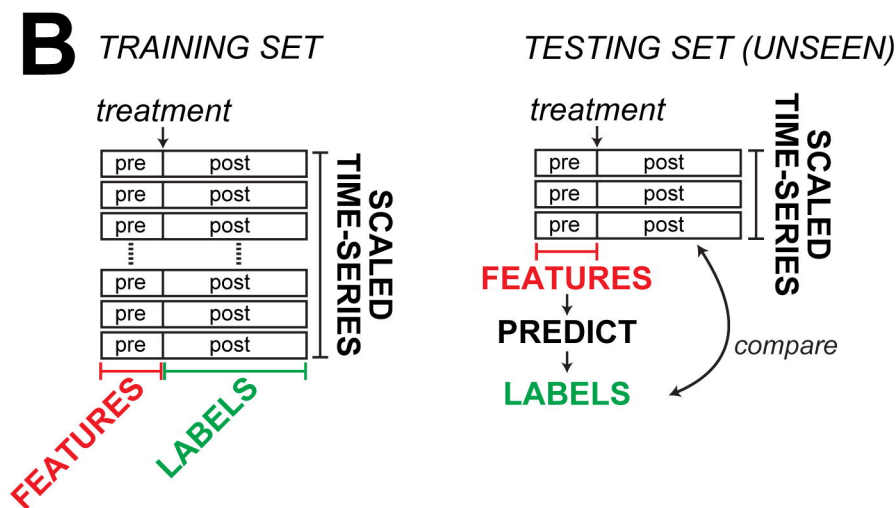 B
TRAINING SET
treatment
pre post
pre post
pre post
pre post
pre post
pre post
SCALED
TIME-SERIES
FEATURES
LABELS
TESTING SET (UNSEEN)
treatment
pre post
pre post
pre post
SCALED
TIME-SERIES
FEATURES
PREDICT
LABELS
compare